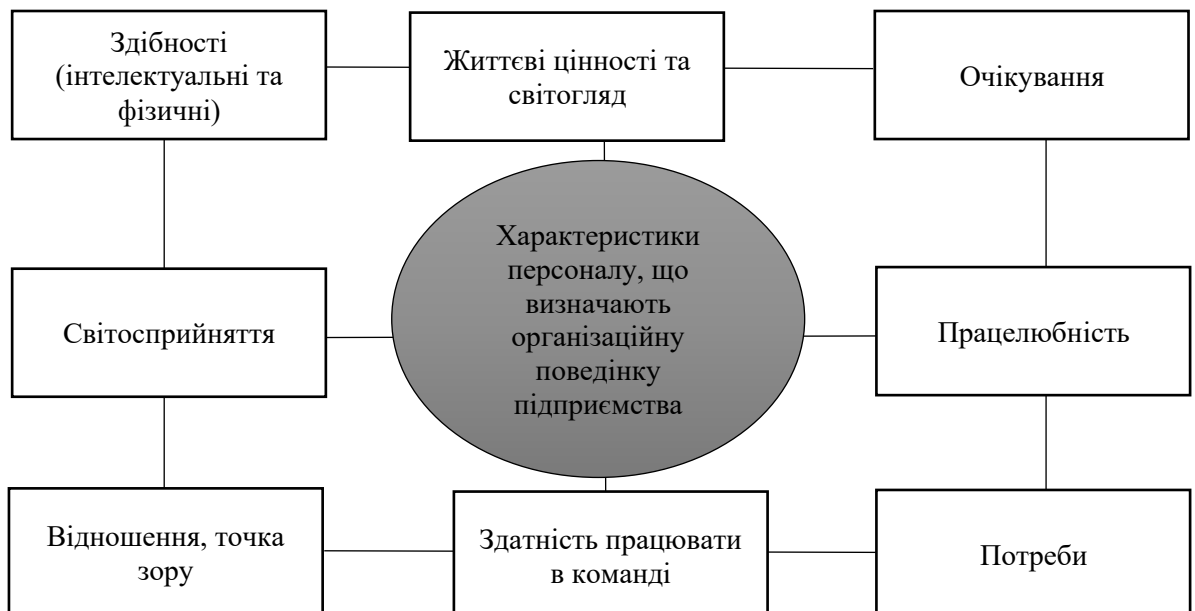 Здібності
(інтелектуальні та
фізичні)
Життєві цінності та
світогляд
Очікування
Світосприйняття
Характеристики
персоналу, що
визначають
організаційну
поведінку
підприємства
Працелюбність
Відношення, точка
зору
Здатність працювати
в команді
Потреби